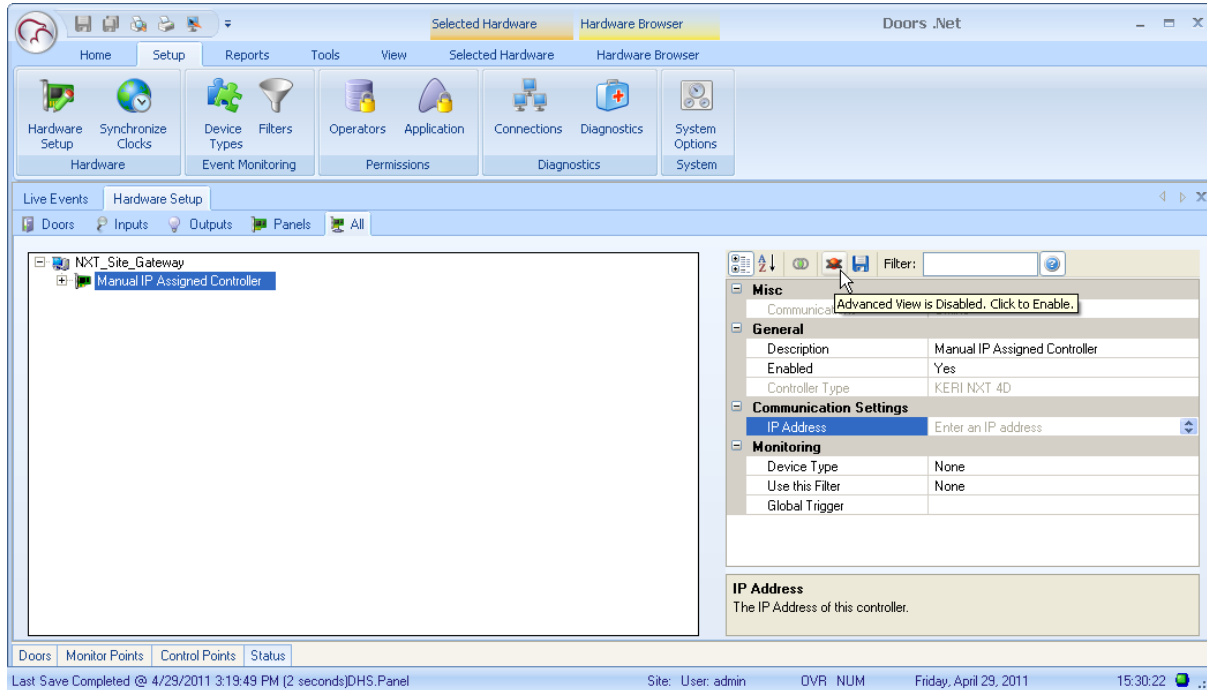 Selected Hardware Hardware Browser Doors .Net
Home Setup Reports Tools View Selected Hardware Hardware Browser
Hardware Setup Synchronize Clocks Device Types Filters Operators Application Connections Diagnostics System Options
Hardware Event Monitoring Permissions Diagnostics System
Live Events Hardware Setup
Doors Inputs Outputs Panels All
NXT_Site_Gateway
Manual IP Assigned Controller
Filter:
Misc
Communicat
Advanced View is Disabled. Click to Enable.
General
Description Manual IP Assigned Controller
Enabled Yes
Controller Type KERI NXT 4D
Communication Settings
IP Address Enter an IP address
Monitoring
Device Type None
Use this Filter None
Global Trigger
IP Address
The IP Address of this controller.
Doors Monitor Points Control Points Status
Last Save Completed @ 4/29/2011 3:19:49 PM (2 seconds)DHS.Panel Site: User: admin OVR NUM Friday, April 29, 2011 15:30:22